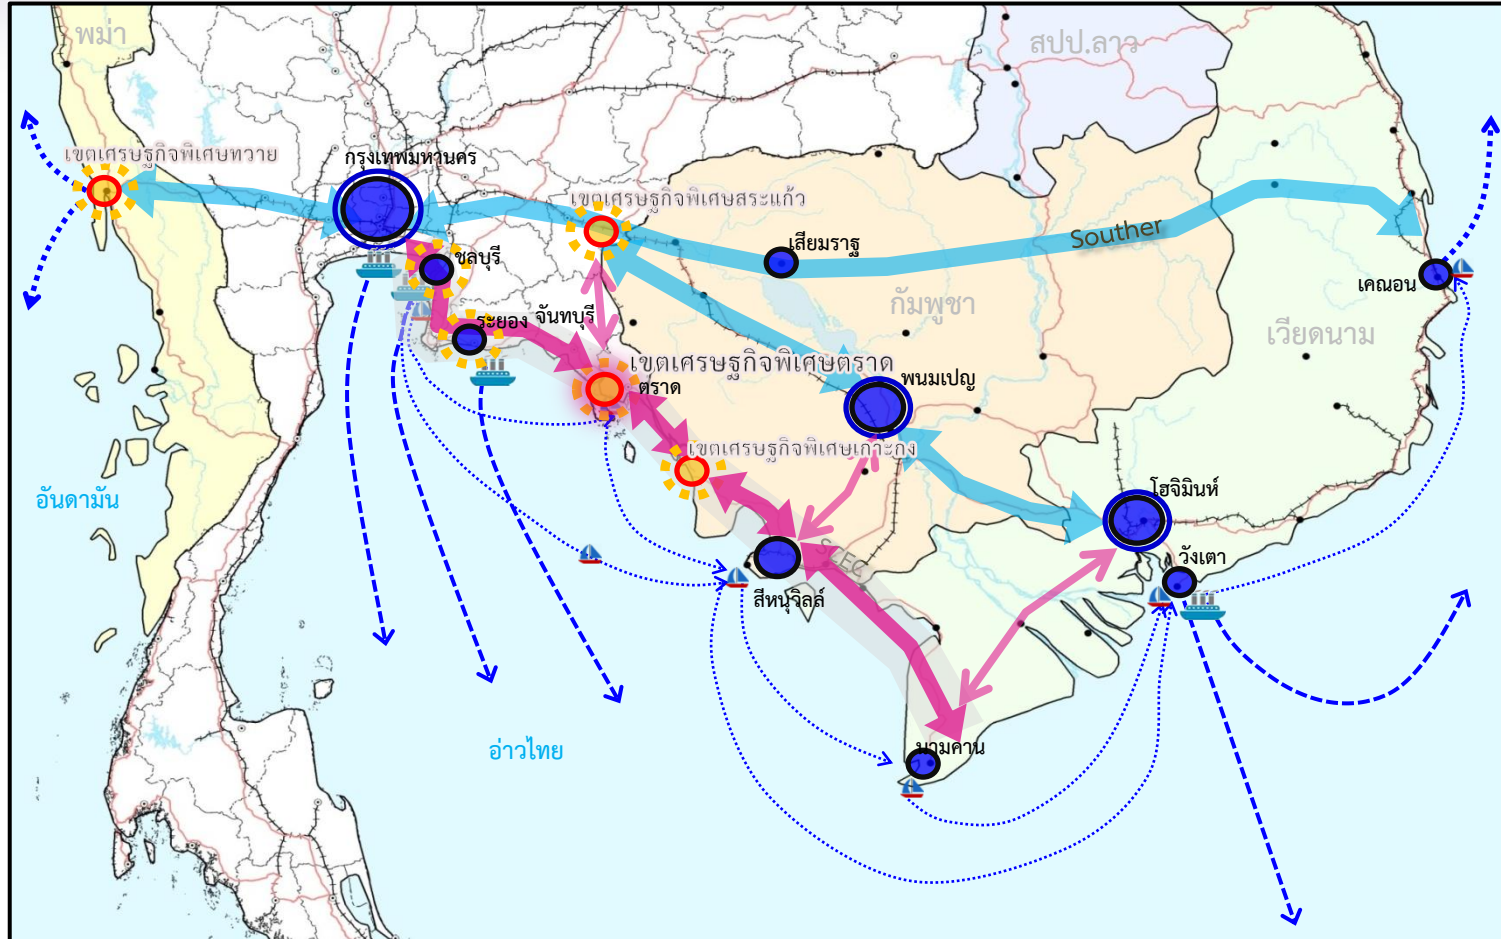 พม่า
สปป.ลาว
เขตเศรษฐกิจพิเศษทวาย
กรุงเทพมหานคร
เขตเศรษฐกิจพิเศษสระแก้ว
Souther
เสียมราฐ
ชลบุรี
เคณอน
กัมพูชา
เวียดนาม
ระยอง
จันทบุรี
เขตเศรษฐกิจพิเศษตราด
ตราด
พนมเปญ
เขตเศรษฐกิจพิเศษเกาะกง
อันดามัน
โฮจิมินห์
วังเตา
SCEC
สีหนุวิลล์
อ่าวไทย
นามคาน